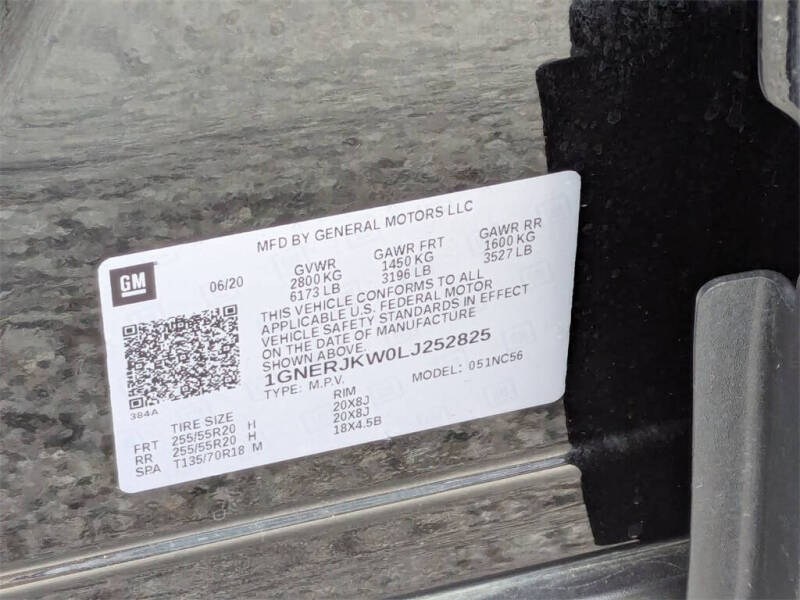 MFD BY GENERAL MOTORS LLC
GM
06/20
GVWR GAWR FRT GAWR RR
2800 KG 1450 KG 1600 KG
6173 LB 3196 LB 3527 LB
THIS VEHICLE CONFORMS TO ALL
APPLICABLE U.S. FEDERAL MOTOR
VEHICLE SAFETY STANDARDS IN EFFECT
ON THE DATE OF MANUFACTURE
SHOWN ABOVE.
1GNERJKW0LJ252825
TYPE: M.P.V. MODEL: 051NC56
384A
TIRE SIZE RIM
FRT 255/55R20 H 20X8J
RR 255/55R20 H 20X8J
SPA T135/70R18 M 18X4.5B